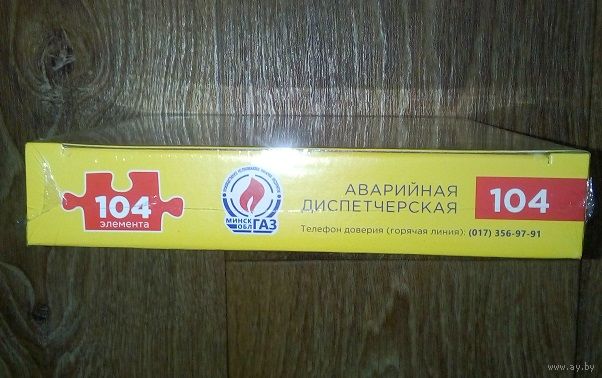 104
элемента
МИНСК
ОБЛ ГАЗ
АВАРИЙНАЯ
ДИСПЕТЧЕРСКАЯ
104
Телефон доверия (горячая линия): (017) 356-97-91
www.ay.by